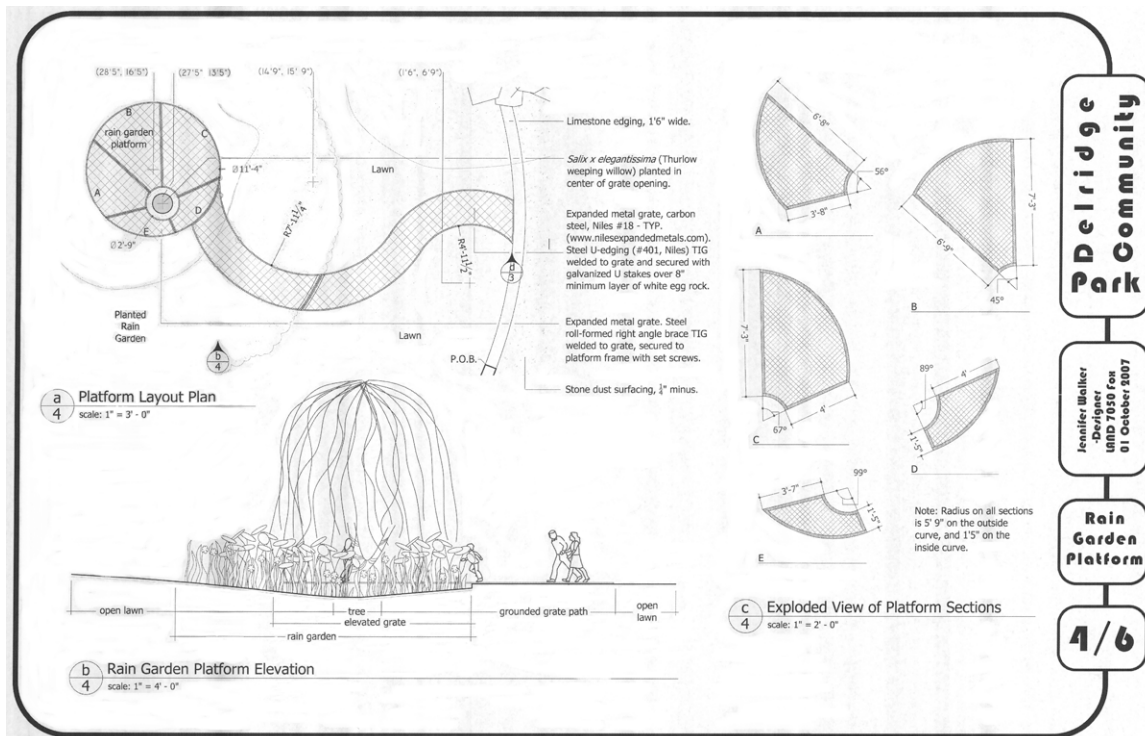 (28'5", 16'5")
(27'5" 13'5")
(14'9", 15' 9")
(1'6", 6'9")
B
rain garden
platform
C
A
D
E
Ø11'-4"
Ø2'-9"
Lawn
R7'-11 1/4"
R4'-11 1/2"
d
3
Planted
Rain
Garden
Lawn
b
4
P.O.B.
Limestone edging, 1'6" wide.
Salix x elegantissima (Thurlow
weeping willow) planted in
center of grate opening.
Expanded metal grate, carbon
steel, Niles #18 - TYP.
(www.nilesexpandedmetals.com).
Steel U-edging (#401, Niles) TIG
welded to grate and secured with
galvanized U stakes over 8"
minimum layer of white egg rock.
Expanded metal grate. Steel
roll-formed right angle brace TIG
welded to grate, secured to
platform frame with set screws.
Stone dust surfacing, 1/4" minus.
a
4
Platform Layout Plan
scale: 1" = 3' - 0"
open lawn
tree
elevated grate
rain garden
grounded grate path
open
lawn
b
4
Rain Garden Platform Elevation
scale: 1" = 4' - 0"
6'-8"
56°
3'-8"
A
7'-3"
6'-9"
45°
B
7'-3"
67°
4'
C
89°
4'
1'-5"
D
3'-7"
99°
1'-5"
E
Note: Radius on all sections
is 5' 9" on the outside
curve, and 1'5" on the
inside curve.
c
4
Exploded View of Platform Sections
scale: 1" = 2' - 0"
PDelridge
Community
Park
Jennifer Walker
-Designer
LAND 7050 Fox
01 October 2007
Rain
Garden
Platform
4/6